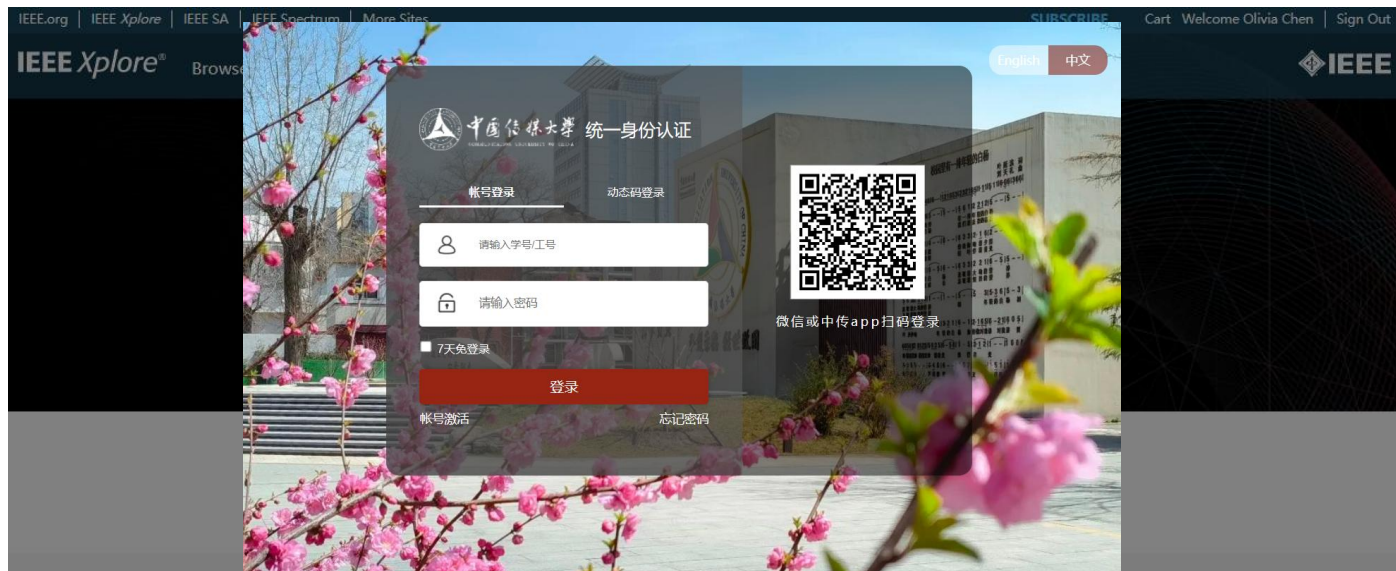 IEEE.org | IEEE Xplore | IEEE SA | IEEE Spectrum | More Sites SUBSCRIBE Cart Welcome Olivia Chen | Sign Out
IEEE Xplore® Brows
IEEE
English 中文
中国传媒大学 统一身份认证
帐号登录 动态码登录
请输入学号/工号
请输入密码
微信或中传app扫码登录
7天免登录
登录
帐号激活 忘记密码